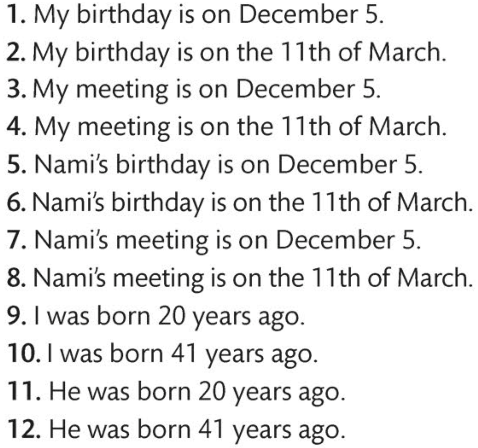 1. My birthday is on December 5.
2. My birthday is on the 11th of March.
3. My meeting is on December 5.
4. My meeting is on the 11th of March.
5. Nami's birthday is on December 5.
6. Nami's birthday is on the 11th of March.
7. Nami's meeting is on December 5.
8. Nami's meeting is on the 11th of March.
9. I was born 20 years ago.
10. I was born 41 years ago.
11. He was born 20 years ago.
12. He was born 41 years ago.